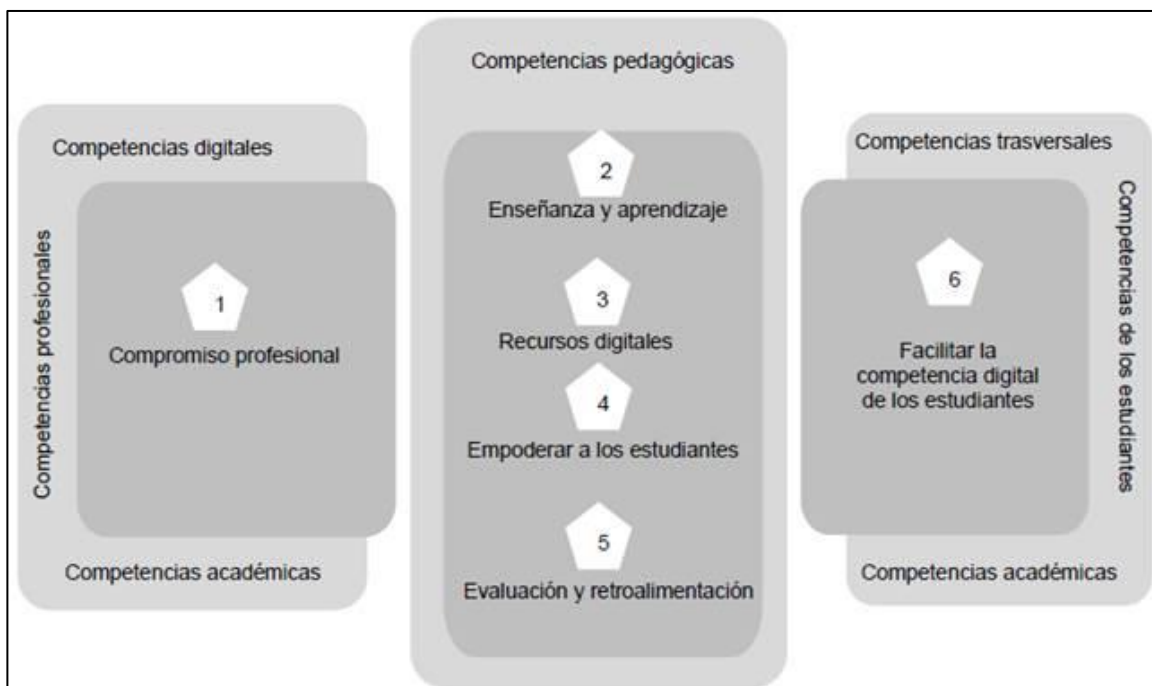 Competencias digitales
Competencias profesionales
1
Compromiso profesional
Competencias académicas
Competencias pedagógicas
2
Enseñanza y aprendizaje
3
Recursos digitales
4
Empoderar a los estudiantes
5
Evaluación y retroalimentación
Competencias trasversales
6
Facilitar la
competencia digital
de los estudiantes
Competencias de los estudiantes
Competencias académicas